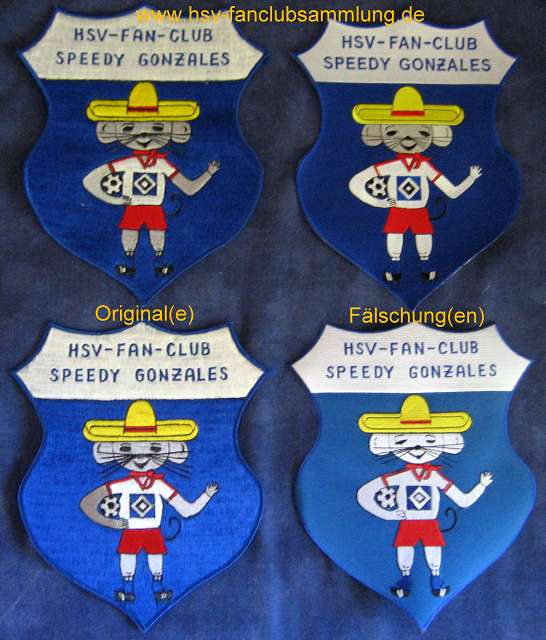 www.hsv-fanclubsammlung.de
HSV-FAN-CLUB
SPEEDY GONZALES
HSV-FAN-CLUB
SPEEDY GONZALES
Original(e)
Fälschung(en)
HSV-FAN-CLUB
SPEEDY GONZALES
HSV-FAN-CLUB
SPEEDY GONZALES